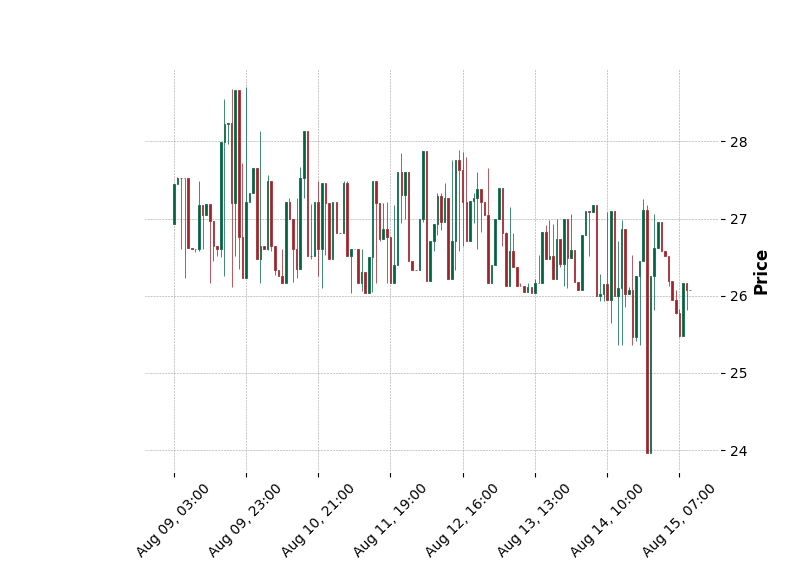 28
27
26
25
24
Price
Aug 09, 03:00
Aug 09, 23:00
Aug 10, 21:00
Aug 11, 19:00
Aug 12, 16:00
Aug 13, 13:00
Aug 14, 10:00
Aug 15, 07:00